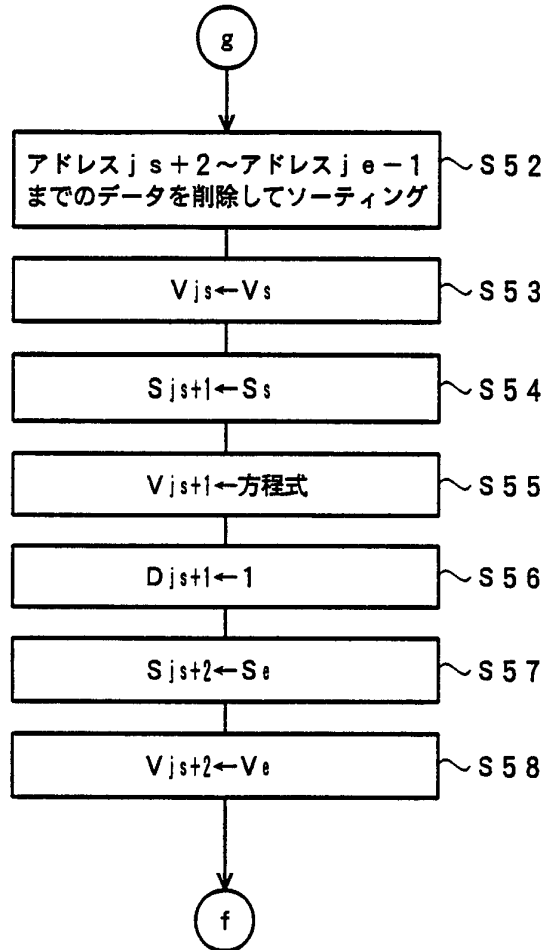 g
アドレスjs+2~アドレスje-1 S52
までのデータを削除してソーティング
Vjs←Vs S53
Sjs+1←Ss S54
Vjs+1←方程式 S55
Djs+1←1 S56
Sjs+2←Se S57
Vjs+2←Ve S58
f